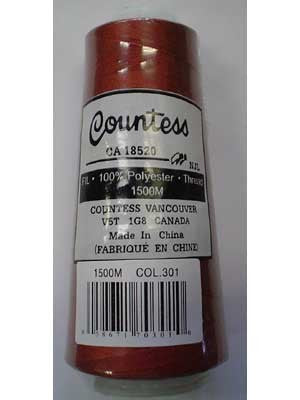 Countess
CA 18520
NJL
FIL • 100% Polyester • Thread
1500M
COUNTESS VANCOUVER
V5T 1G8 CANADA
Made In China
(FABRIQUÉ EN CHINE)
1500M COL.301